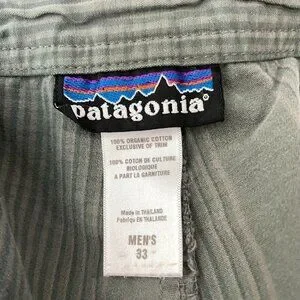 patagonia®
100% ORGANIC COTTON
EXCLUSIVE OF TRIM
100% COTON DE CULTURE
BIOLOGIQUE
A PART LA GARNITURE
Made in THAILAND
Fabriqué EN THALANDE
MEN'S
33